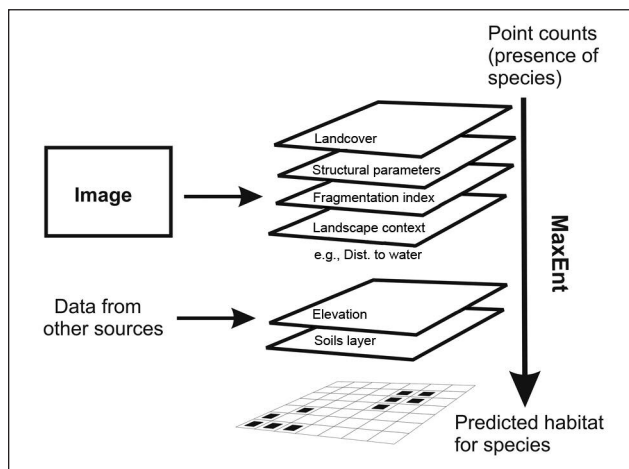 Point counts
(presence of
species)
Landcover
Structural parameters
Image
Fragmentation index
Landscape context
e.g., Dist. to water
MaxEnt
Data from
other sources
Elevation
Soils layer
Predicted habitat
for species